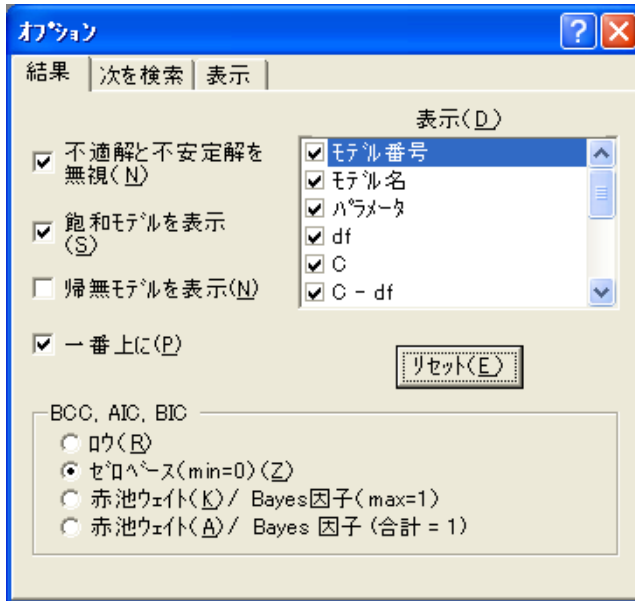 ｵﾌﾟｼｮﾝ
結果
次を検索
表示
表示(D)
不適解と不安定解を
無視(N)
飽和ﾓﾃﾞﾙを表示
(S)
帰無ﾓﾃﾞﾙを表示(N)
一番上に(P)
ﾓﾃﾞﾙ番号
ﾓﾃﾞﾙ名
ﾊﾟﾗﾒｰﾀ
df
C
C - df
ﾘｾｯﾄ(E)
BCC, AIC, BIC
ﾛｳ(R)
ｾﾞﾛﾍﾞｰｽ(min=0)(Z)
赤池ｳｪｲﾄ(K)/ Bayes因子(max=1)
赤池ｳｪｲﾄ(A)/ Bayes 因子 (合計 = 1)